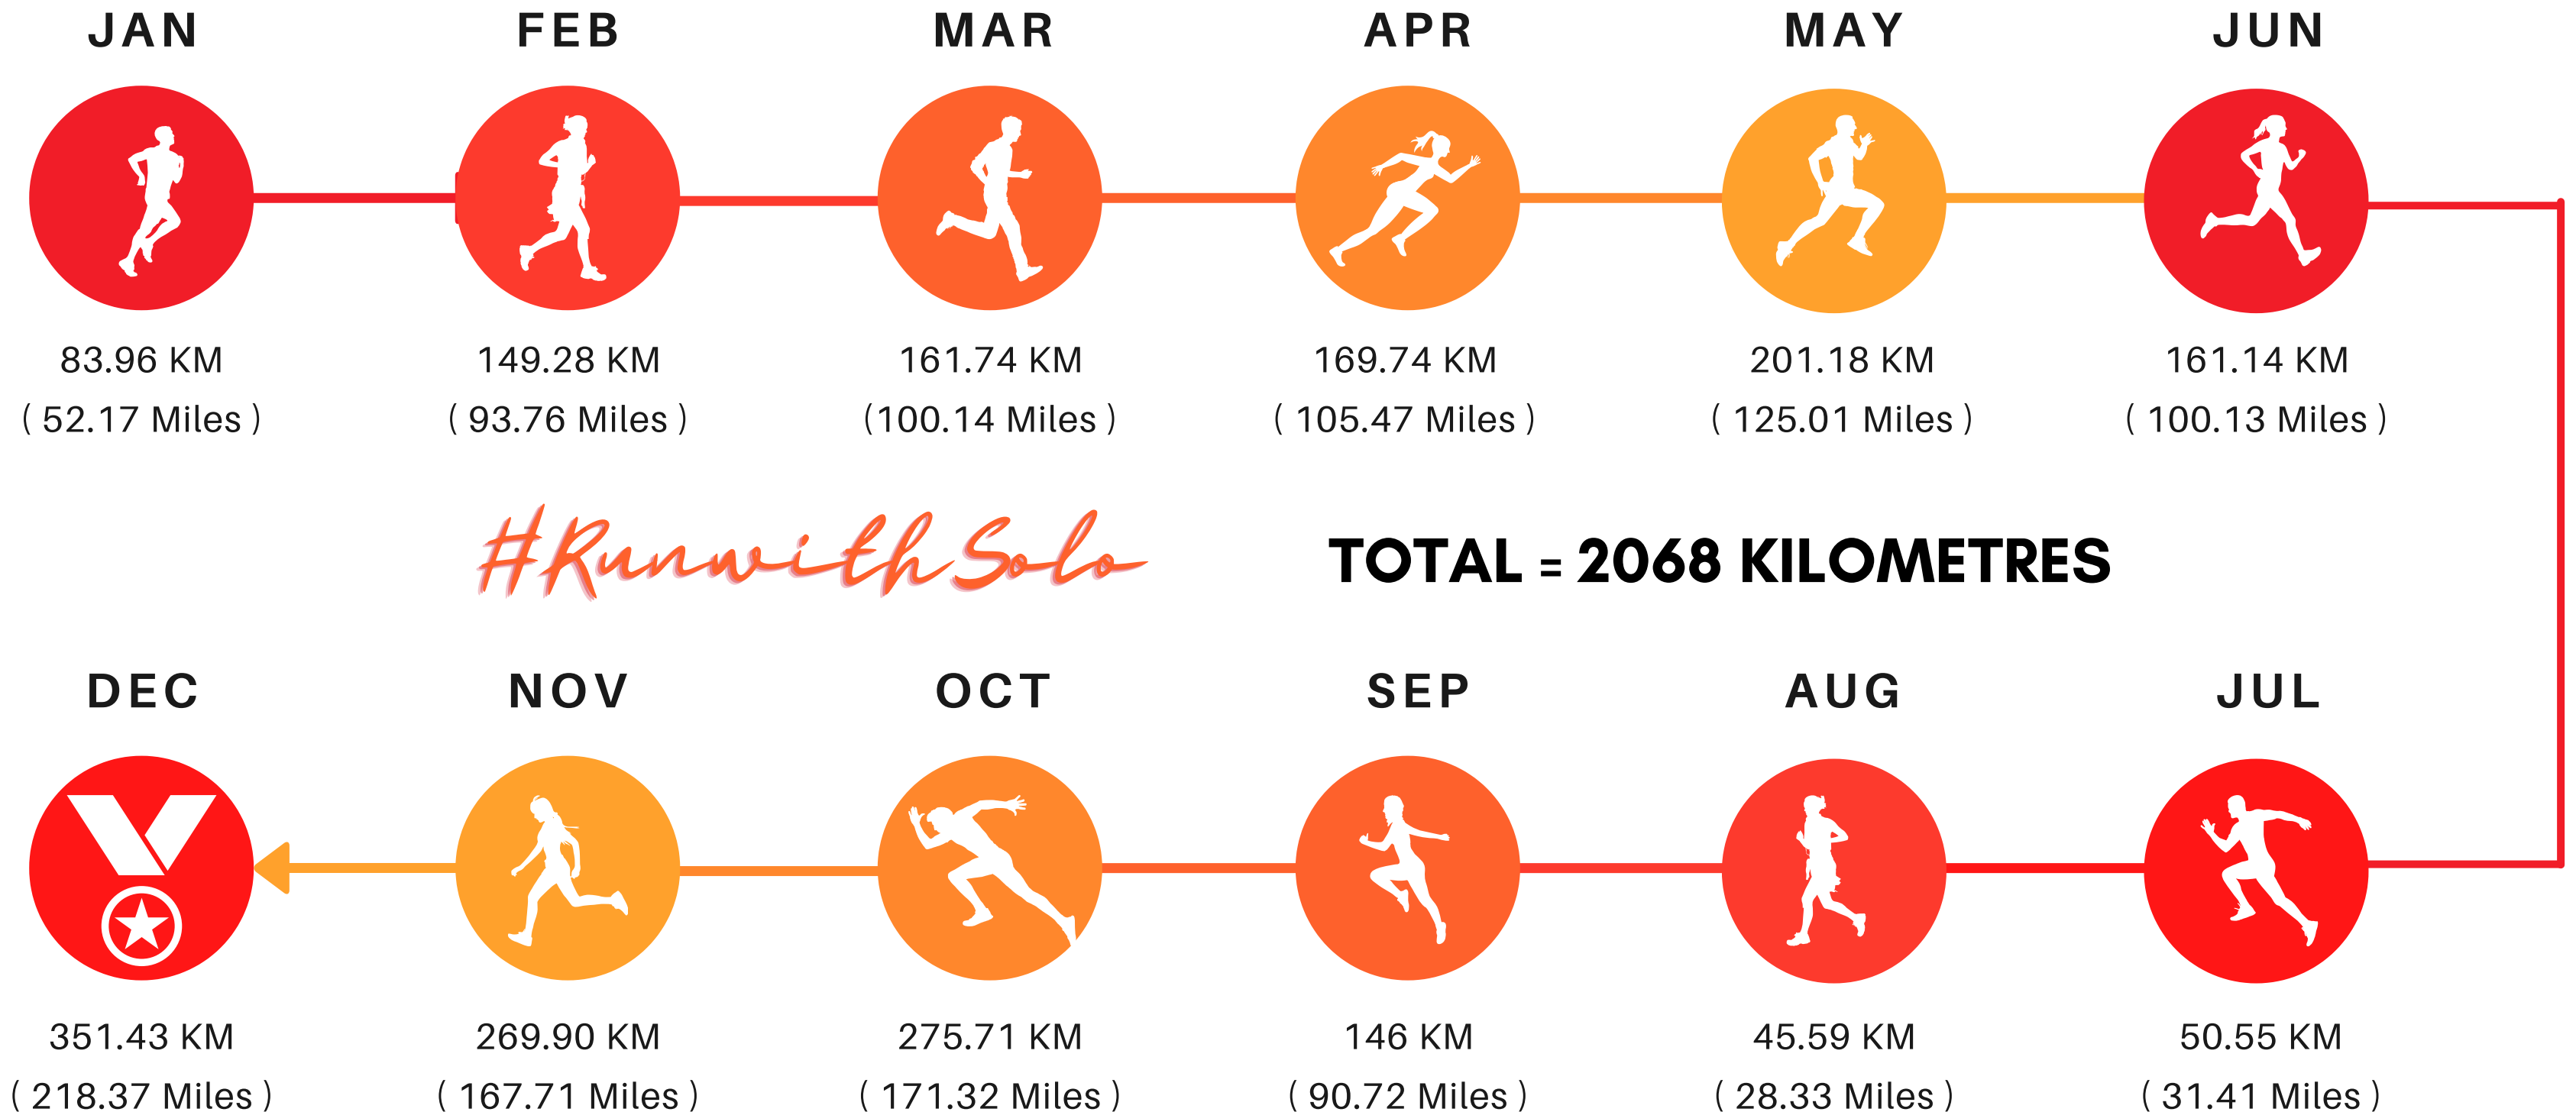 JAN FEB MAR APR MAY JUN
83.96 KM 149.28 KM 161.74 KM 169.74 KM 201.18 KM 161.14 KM
( 52.17 Miles ) ( 93.76 Miles ) (100.14 Miles ) ( 105.47 Miles ) ( 125.01 Miles ) ( 100.13 Miles )
#RunwithSolo TOTAL = 2068 KILOMETRES
DEC NOV OCT SEP AUG JUL
351.43 KM 269.90 KM 275.71 KM 146 KM 45.59 KM 50.55 KM
( 218.37 Miles ) ( 167.71 Miles ) ( 171.32 Miles ) ( 90.72 Miles ) ( 28.33 Miles ) ( 31.41 Miles )